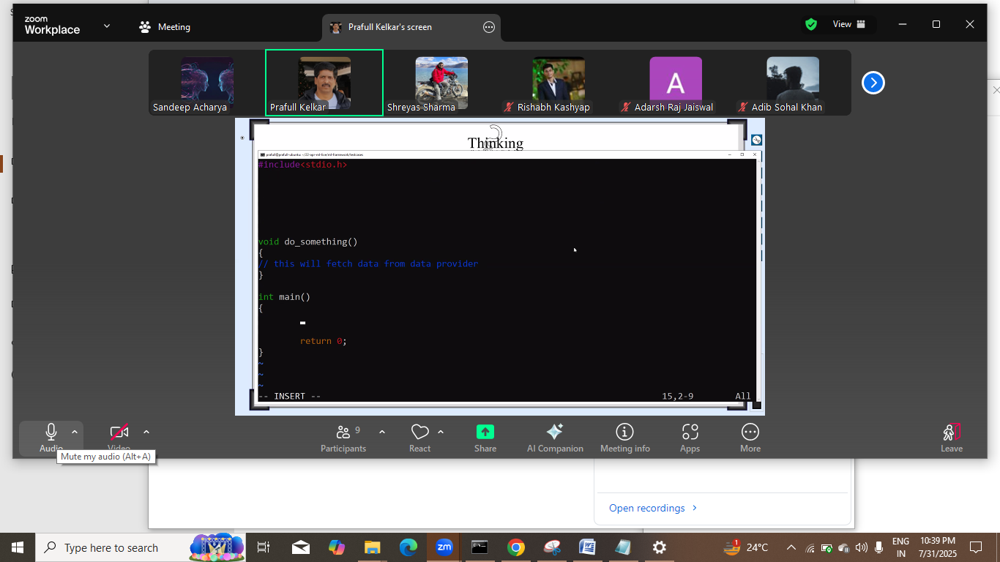 zoom
Workplace
Meeting
Prafull Kelkar's screen
View
Sandeep Acharya
Prafull Kelkar
Shreyas Sharma
Rishabh Kashyap
A
Adarsh Raj Jaiswal
Adib Sohal Khan
Thinking
#include<stdio.h>
void do_something()
{
// this will fetch data from data provider
}
int main()
{
return 0;
}
~
~
~
-- INSERT --
15,2-9
All
Audio
Video
9
Participants
React
Share
AI Companion
Meeting info
Apps
More
Leave
Mute my audio (Alt+A)
Open recordings
Type here to search
zm
1
24°C
ENG
IN
10:39 PM
7/31/2025